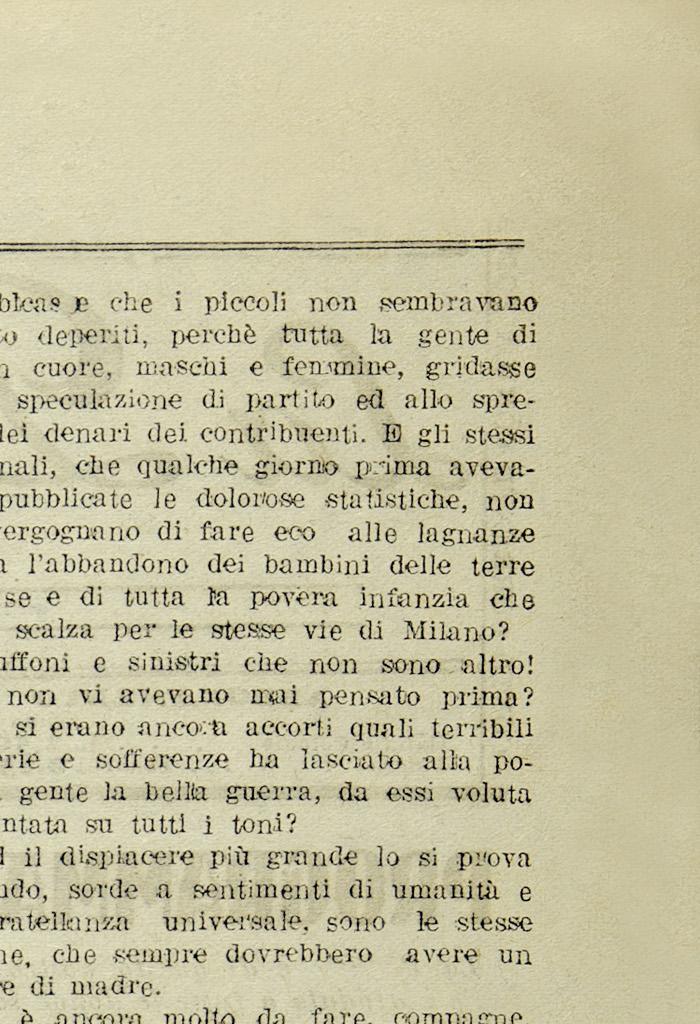 e che i piccoli non sembravano
deperiti, perchè tutta la gente di
cuore, maschi e femmine, gridasse
speculazione di partito ed allo spre-
dei denari dei contribuenti. E gli stessi
nali, che qualche giorno prima aveva-
pubblicate le dolorose statistiche, non
vergognano di fare eco alle lagnanze
l'abbandono dei bambini delle terre
se e di tutta la povera infanzia che
scalza per le stesse vie di Milano?
uffoni e sinistri che non sono altro!
non vi avevano mai pensato prima?
si erano ancora accorti quali terribili
rie e sofferenze ha lasciato alla po-
gente la bella guerra, da essi voluta
ntata su tutti i toni?
il dispiacere più grande lo si prova
ndo, sorde a sentimenti di umanità e
ratellanza universale, sono le stesse
ne, che sempre dovrebbero avere un
e di madre.
è ancora molto da fare, compagne